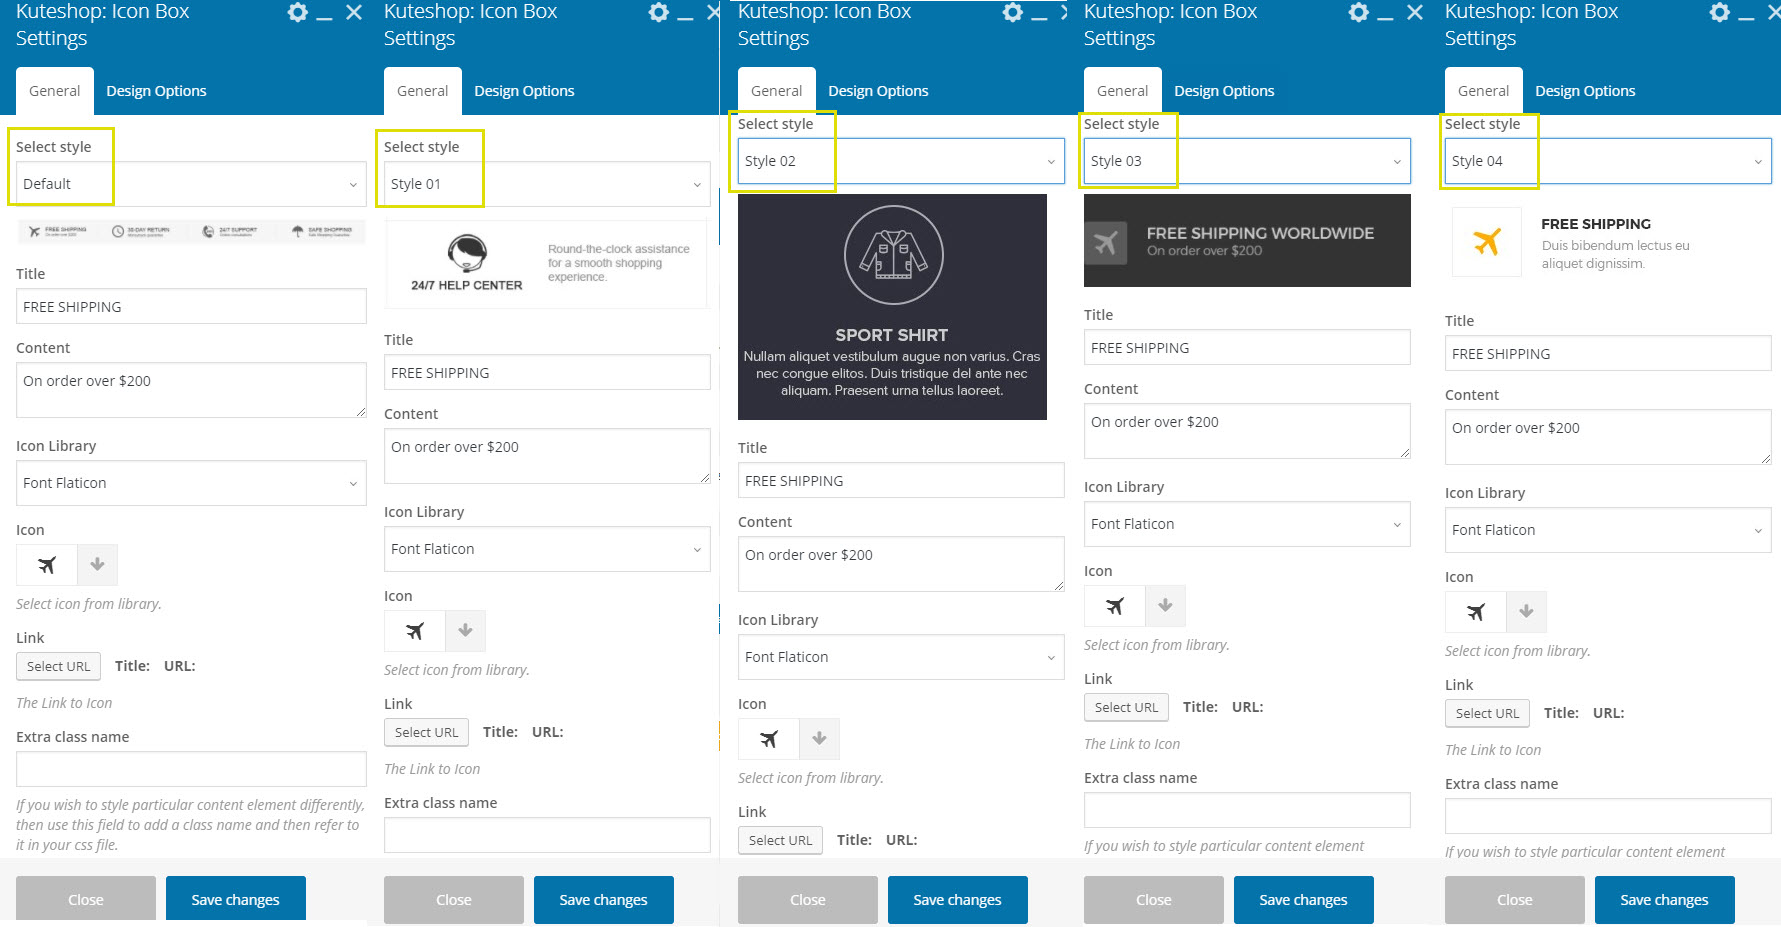 Kuteshop: Icon Box
Settings
General
Design Options
Select style
Default
FREE SHIPPING
30-DAY RETURN
24/7 SUPPORT
SAFE SHOPPING
Title
FREE SHIPPING
Content
On order over $200
Icon Library
Font Flaticon
Icon
Select icon from library.
Link
Select URL Title: URL:
The Link to Icon
Extra class name
If you wish to style particular content element differently,
then use this field to add a class name and then refer to
it in your css file.
Close
Save changes
Kuteshop: Icon Box
Settings
General
Design Options
Select style
Style 01
24/7 HELP CENTER
Round-the-clock assistance
for a smooth shopping
experience.
Title
FREE SHIPPING
Content
On order over $200
Icon Library
Font Flaticon
Icon
Select icon from library.
Link
Select URL Title: URL:
The Link to Icon
Extra class name
Close
Save changes
Kuteshop: Icon Box
Settings
General
Design Options
Select style
Style 02
SPORT SHIRT
Nullam aliquet vestibulum augue non varius. Cras
nec congue elitos. Duis tristique del ante nec
aliquam. Praesent urna tellus laoreet.
Title
FREE SHIPPING
Content
On order over $200
Icon Library
Font Flaticon
Icon
Select icon from library.
Link
Select URL Title: URL:
Close
Save changes
Kuteshop: Icon Box
Settings
General
Design Options
Select style
Style 03
FREE SHIPPING WORLDWIDE
On order over $200
Title
FREE SHIPPING
Content
On order over $200
Icon Library
Font Flaticon
Icon
Select icon from library.
Link
Select URL Title: URL:
The Link to Icon
Extra class name
If you wish to style particular content element
Close
Save changes
Kuteshop: Icon Box
Settings
General
Design Options
Select style
Style 04
FREE SHIPPING
Duis bibendum lectus eu
aliquet dignissim.
Title
FREE SHIPPING
Content
On order over $200
Icon Library
Font Flaticon
Icon
Select icon from library.
Link
Select URL Title: URL:
The Link to Icon
Extra class name
If you wish to style particular content element
Close
Save changes